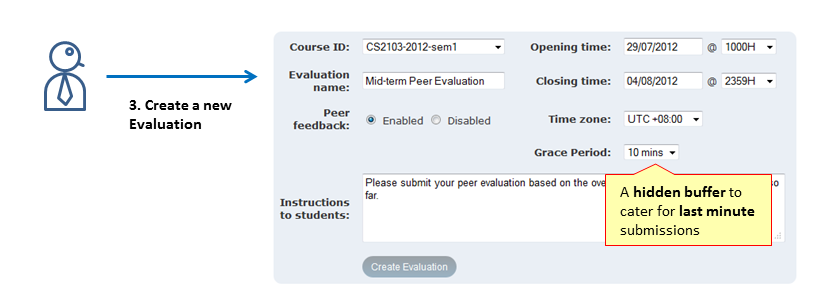 Course ID: CS2103-2012-sem1 Opening time: 29/07/2012 @ 1000H
Evaluation name: Mid-term Peer Evaluation Closing time: 04/08/2012 @ 2359H
3. Create a new
Evaluation
Peer feedback: Enabled Disabled Time zone: UTC +08:00
Grace Period: 10 mins
Instructions
to students:
Please submit your peer evaluation based on the so
far.
A hidden buffer to
cater for last minute
submissions
Create Evaluation